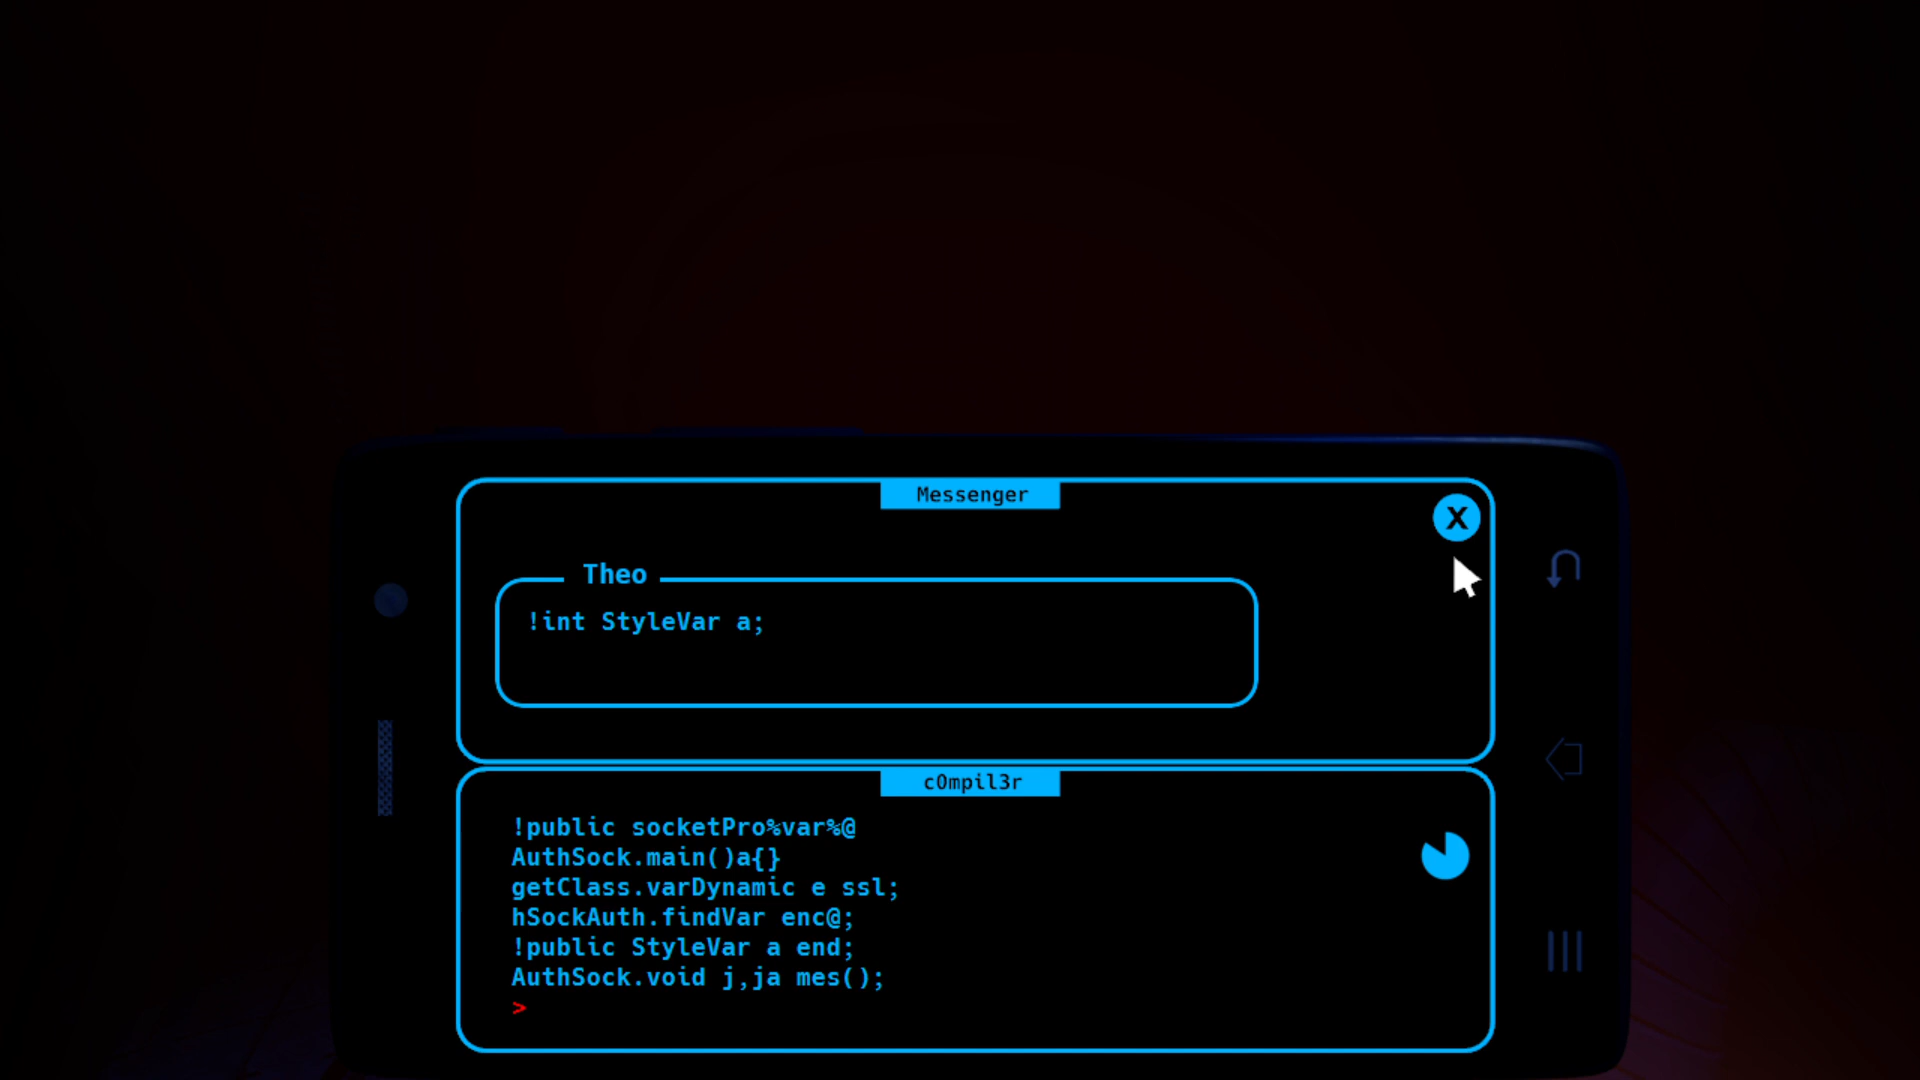 Messenger
X
Theo
!int StyleVar a;
c0mpil3r
!public socketPro%var%@
AuthSock.main()a{}
getClass.varDynamic e ssl;
hSockAuth.findVar enc@;
!public StyleVar a end;
AuthSock.void j,ja mes();
>